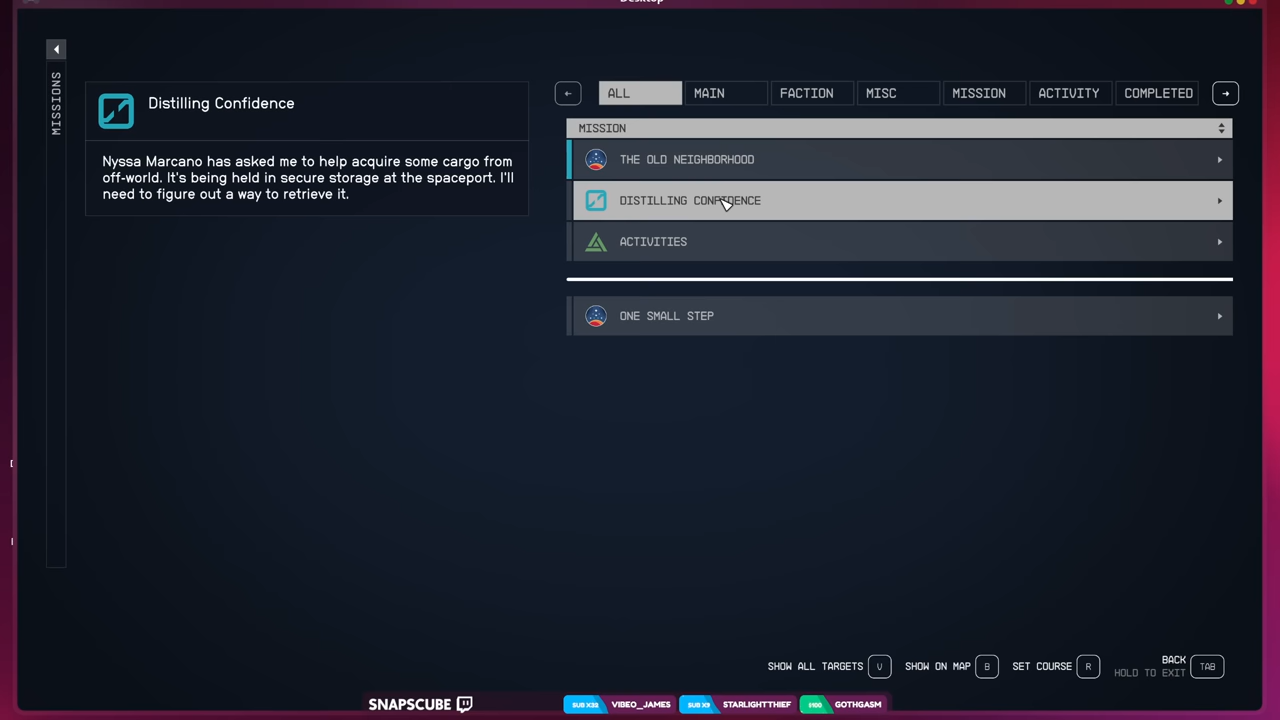 Desktop
MISSIONS
Distilling Confidence
Nyssa Marcano has asked me to help acquire some cargo from
off-world. It's being held in secure storage at the spaceport. I'll
need to figure out a way to retrieve it.
ALL MAIN FACTION MISC MISSION ACTIVITY COMPLETED
MISSION
THE OLD NEIGHBORHOOD
DISTILLING CONFIDENCE
ACTIVITIES
ONE SMALL STEP
SHOW ALL TARGETS V SHOW ON MAP B SET COURSE R BACK TAB
HOLD TO EXIT
SNAPSCUBE
VIBEO_JAMES STARLIGHTTHIEF GOTHGASM